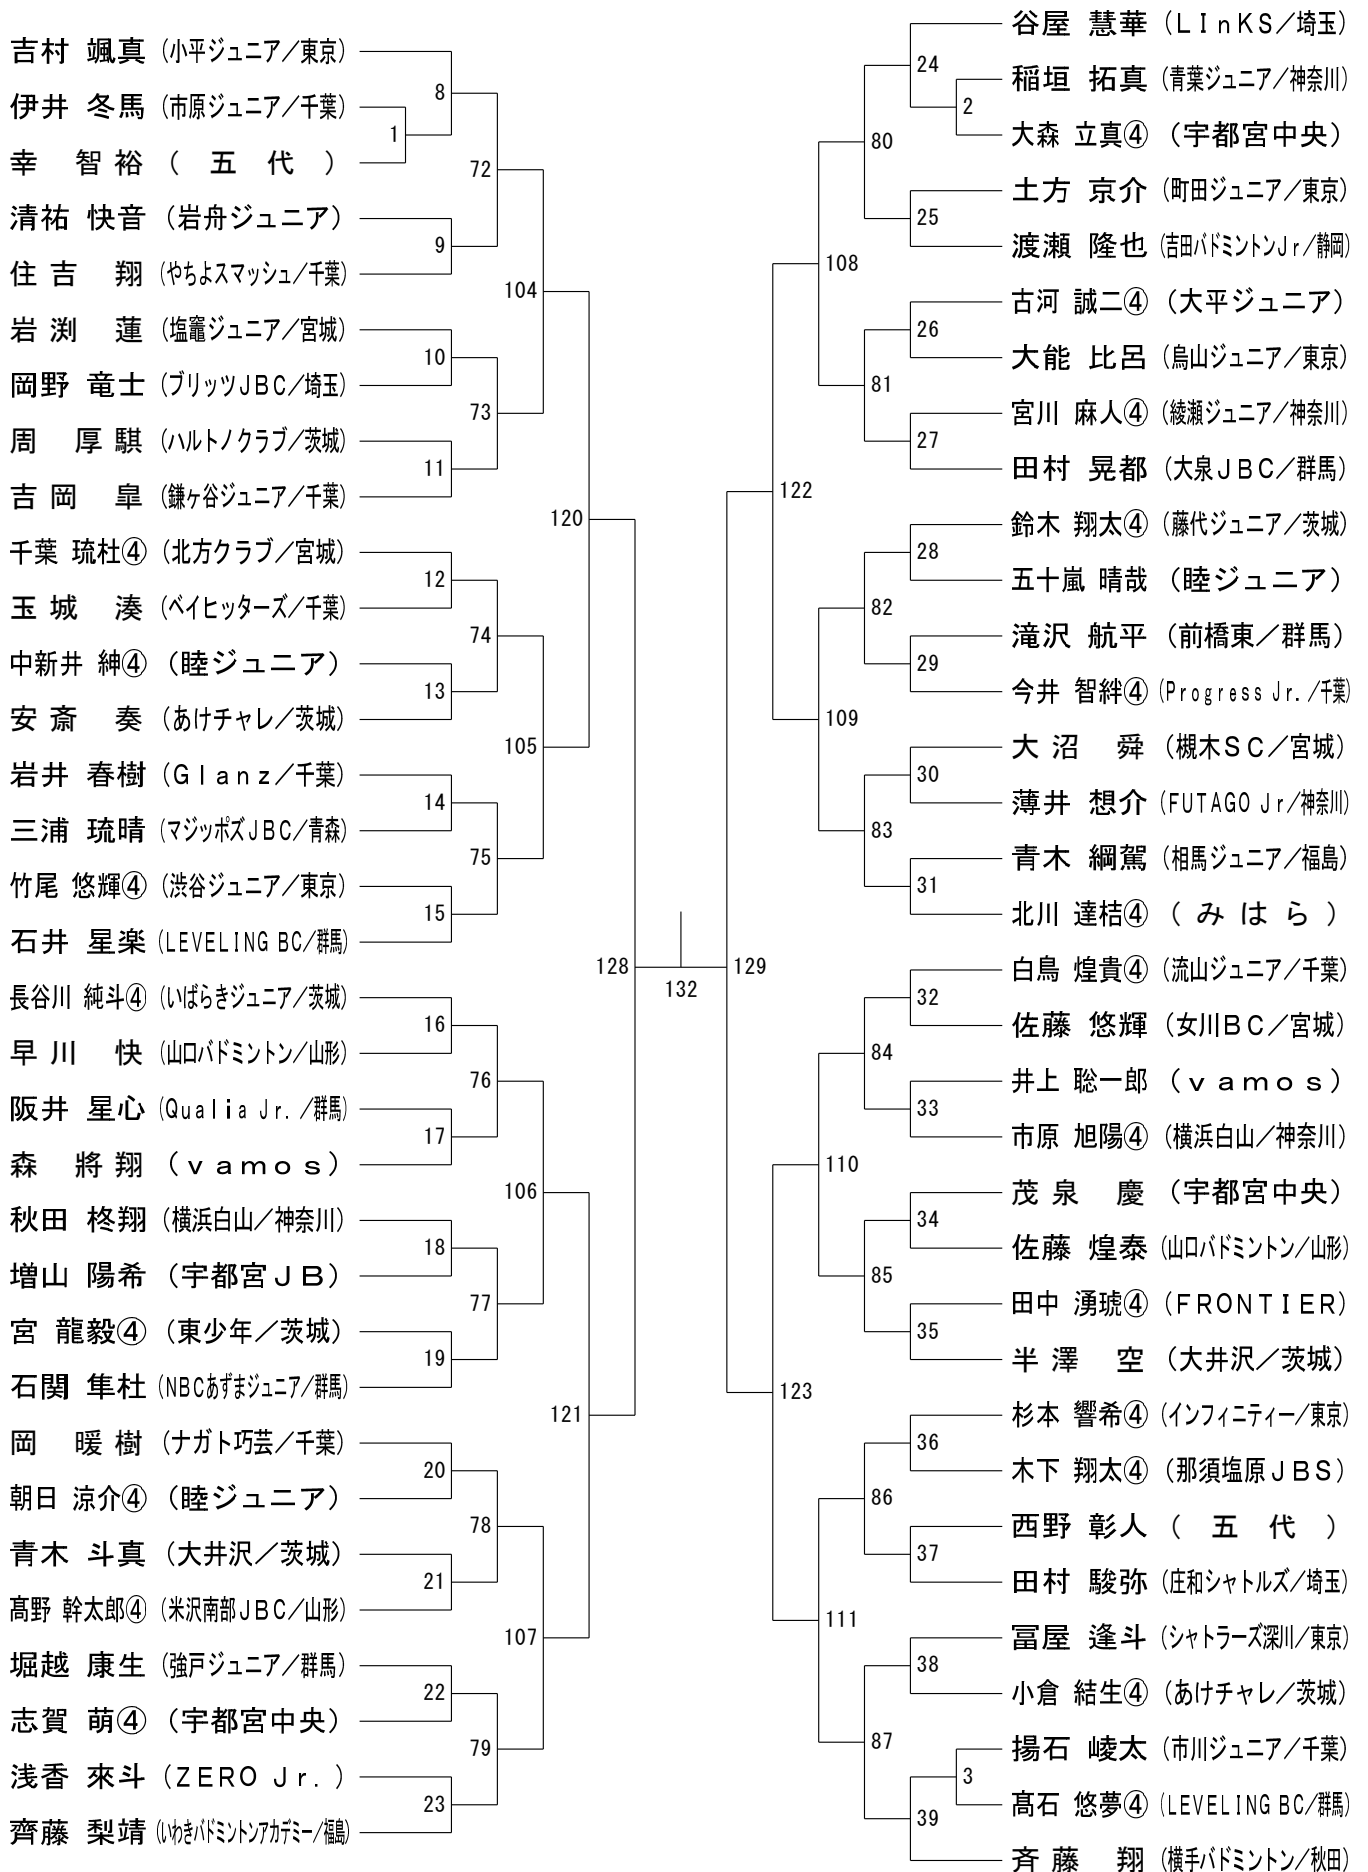 吉村 颯真 (小平ジュニア／東京)
伊井 冬馬 (市原ジュニア／千葉)
幸 智裕 (五代)
清祐 快音 (岩舟ジュニア)
住吉 翔 (やちよスマッシュ／千葉)
岩渕 蓮 (塩竈ジュニア／宮城)
岡野 竜士 (ブリッツJBC／埼玉)
周 厚騏 (ハルトノクラブ／茨城)
吉岡 皐 (鎌ヶ谷ジュニア／千葉)
千葉 琉杜④ (北方クラブ／宮城)
玉城 湊 (ベイヒッターズ／千葉)
中新井 紳④ (睦ジュニア)
安斎 奏 (あけチャレ／茨城)
岩井 春樹 (Glanz／千葉)
三浦 琉晴 (マジッポズJBC／青森)
竹尾 悠輝④ (渋谷ジュニア／東京)
石井 星楽 (LEVELING BC／群馬)
長谷川 純斗④ (いばらきジュニア／茨城)
早川 快 (山口バドミントン／山形)
阪井 星心 (Qualia Jr.／群馬)
森 將翔 (vamos)
秋田 柊翔 (横浜白山／神奈川)
増山 陽希 (宇都宮JB)
宮 龍毅④ (東少年／茨城)
石関 隼杜 (NBCあずまジュニア／群馬)
岡 暖樹 (ナガト巧芸／千葉)
朝日 涼介④ (睦ジュニア)
青木 斗真 (大井沢／茨城)
髙野 幹太郎④ (米沢南部JBC／山形)
堀越 康生 (強戸ジュニア／群馬)
志賀 萌④ (宇都宮中央)
浅香 來斗 (ZERO Jr.)
齊藤 梨靖 (いわきバドミントンアカデミー／福島)
1
8
9
10
11
12
13
14
15
16
17
18
19
20
21
22
23
72
73
74
75
76
77
78
79
104
105
106
107
120
121
128
132
129
122
123
108
109
110
111
80
81
82
83
84
85
86
87
24
25
26
27
28
29
30
31
32
33
34
35
36
37
38
39
2
3
谷屋 慧華 (LInKS／埼玉)
稲垣 拓真 (青葉ジュニア／神奈川)
大森 立真④ (宇都宮中央)
土方 京介 (町田ジュニア／東京)
渡瀬 隆也 (吉田バドミントンJr／静岡)
古河 誠二④ (大平ジュニア)
大能 比呂 (烏山ジュニア／東京)
宮川 麻人④ (綾瀬ジュニア／神奈川)
田村 晃都 (大泉JBC／群馬)
鈴木 翔太④ (藤代ジュニア／茨城)
五十嵐 晴哉 (睦ジュニア)
滝沢 航平 (前橋東／群馬)
今井 智絆④ (Progress Jr.／千葉)
大沼 舜 (槻木SC／宮城)
薄井 想介 (FUTAGO Jr／神奈川)
青木 綱駕 (相馬ジュニア／福島)
北川 達桔④ (みはら)
白鳥 煌貴④ (流山ジュニア／千葉)
佐藤 悠輝 (女川BC／宮城)
井上 聡一郎 (vamos)
市原 旭陽④ (横浜白山／神奈川)
茂泉 慶 (宇都宮中央)
佐藤 煌泰 (山口バドミントン／山形)
田中 湧琥④ (FRONTIER)
半澤 空 (大井沢／茨城)
杉本 響希④ (インフィニティー／東京)
木下 翔太④ (那須塩原JBS)
西野 彰人 (五代)
田村 駿弥 (庄和シャトルズ／埼玉)
冨屋 逢斗 (シャトラーズ深川／東京)
小倉 結生④ (あけチャレ／茨城)
揚石 崚太 (市川ジュニア／千葉)
髙石 悠夢④ (LEVELING BC／群馬)
斉藤 翔 (横手バドミントン／秋田)